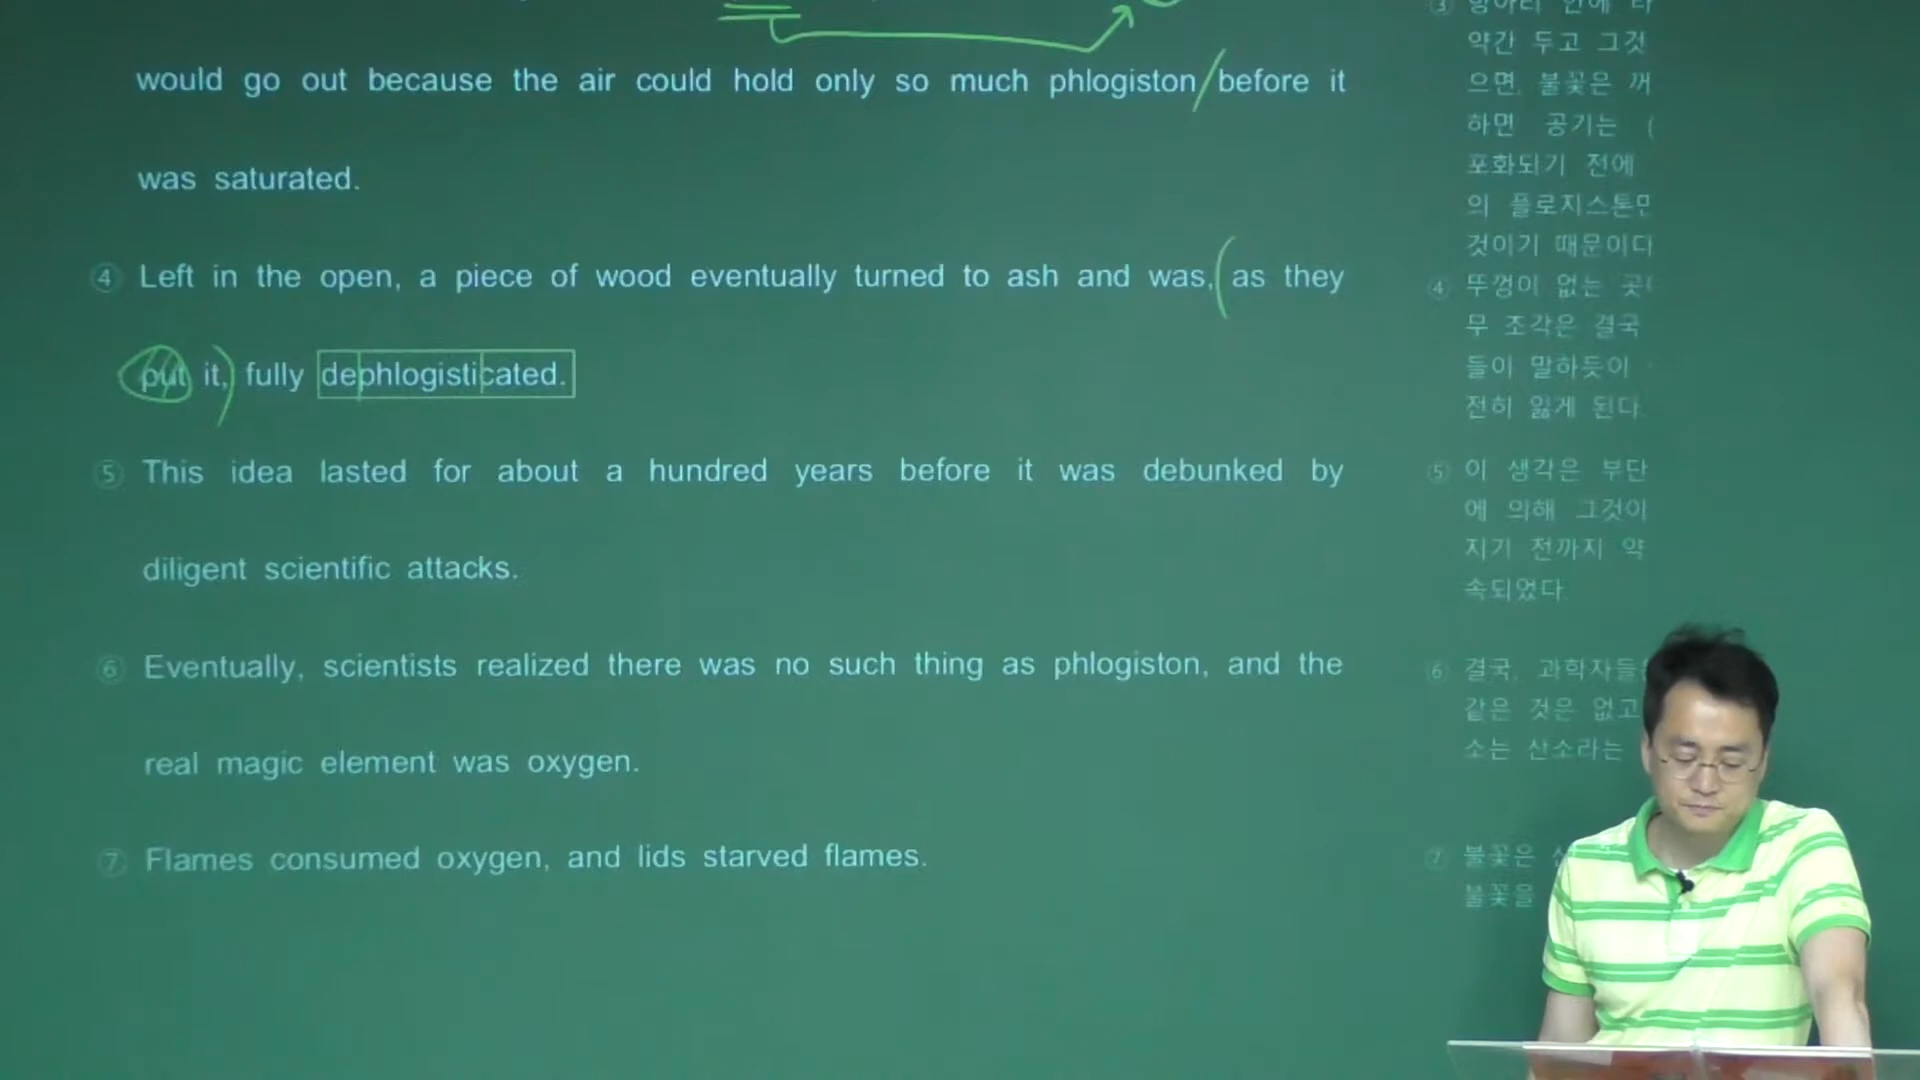 would go out because the air could hold only so much phlogiston before it
was saturated.
④ Left in the open, a piece of wood eventually turned to ash and was, as they
put it, fully dephlogisticated.
⑤ This idea lasted for about a hundred years before it was debunked by
diligent scientific attacks.
⑥ Eventually, scientists realized there was no such thing as phlogiston, and the
real magic element was oxygen.
⑦ Flames consumed oxygen, and lids starved flames.
③ 항아리 안에
약간 두고 그것
으면, 불꽃은 꺼
하면 공기는 (
포화되기 전에
의 플로지스톤만
것이기 때문이다
④ 뚜껑이 없는
무 조각은 결국
들이 말하듯이
전히 잃게 된다.
⑤ 이 생각은 부단
에 의해 그것이
지기 전까지 약
속되었다
⑥ 결국, 과학자들은
같은 것은 없고
소는 산소라는
⑦ 불꽃은
불꽃을